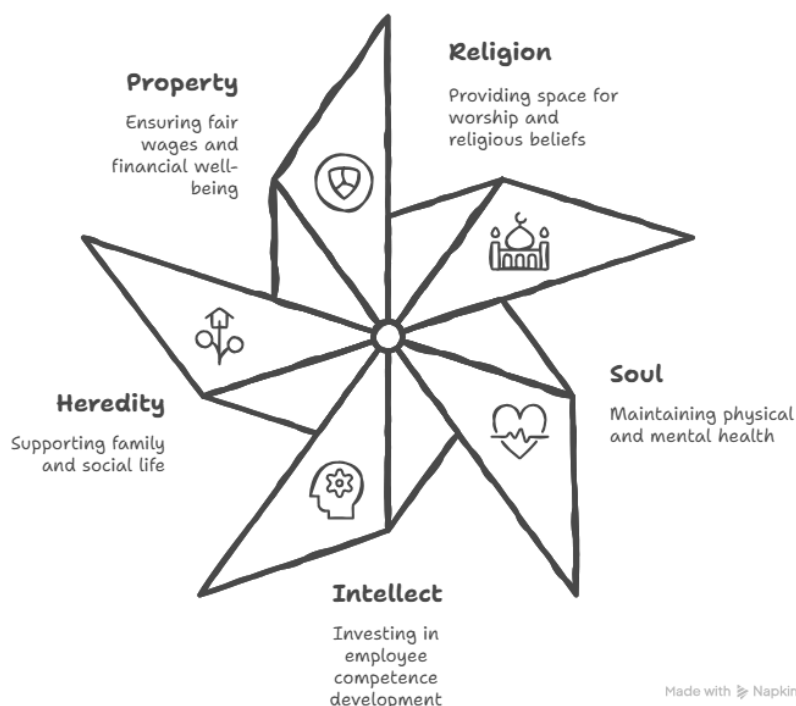 Property
Ensuring fair
wages and
financial well-
being
Religion
Providing space for
worship and
religious beliefs
Soul
Maintaining physical
and mental health
Intellect
Investing in
employee
competence
development
Heredity
Supporting family
and social life
Made with Napkin